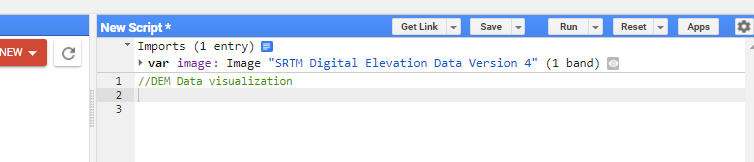 New Script *
Get Link
Save
Run
Reset
Apps
NEW
Imports (1 entry)
var image: Image "SRTM Digital Elevation Data Version 4" (1 band)
1 //DEM Data visualization
2
3